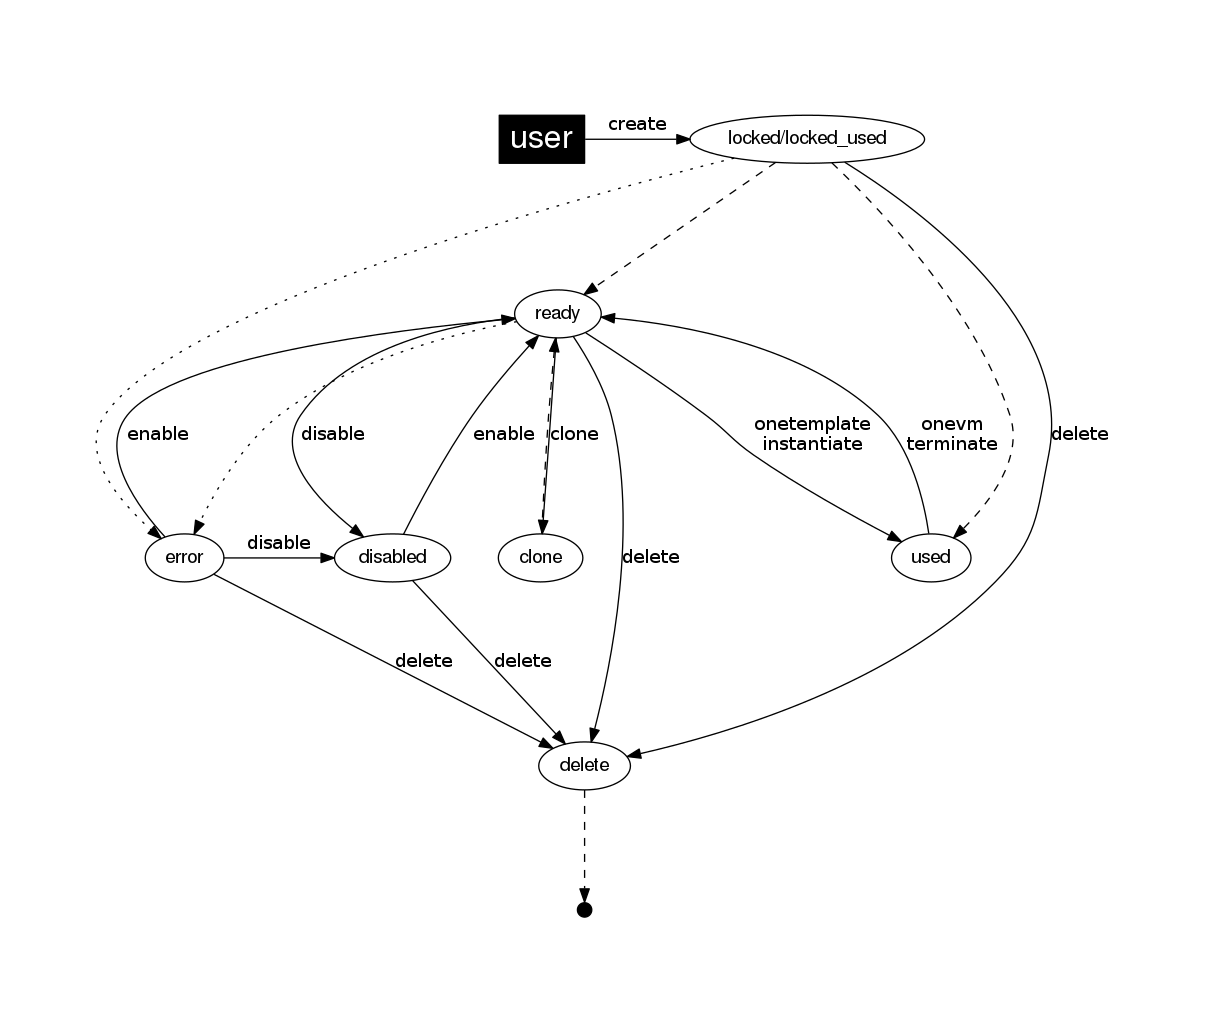 user
create
locked/locked_used
ready
enable
disable
enable
clone
onetemplate
instantiate
onevm
terminate
delete
error
disable
disabled
clone
delete
used
delete
delete
delete